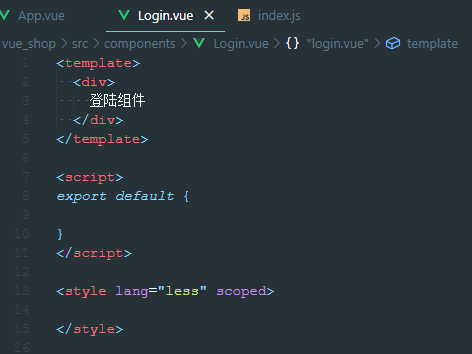 App.vue Login.vue × JS index.js
vue_shop > src > components > Login.vue > {} "login.vue" > template
1 <template>
2 <div>
3 登陆组件
4 </div>
5 </template>
6
7 <script>
8 export default {
9
10 }
11 </script>
12
13 <style lang="less" scoped>
14
15 </style>
16